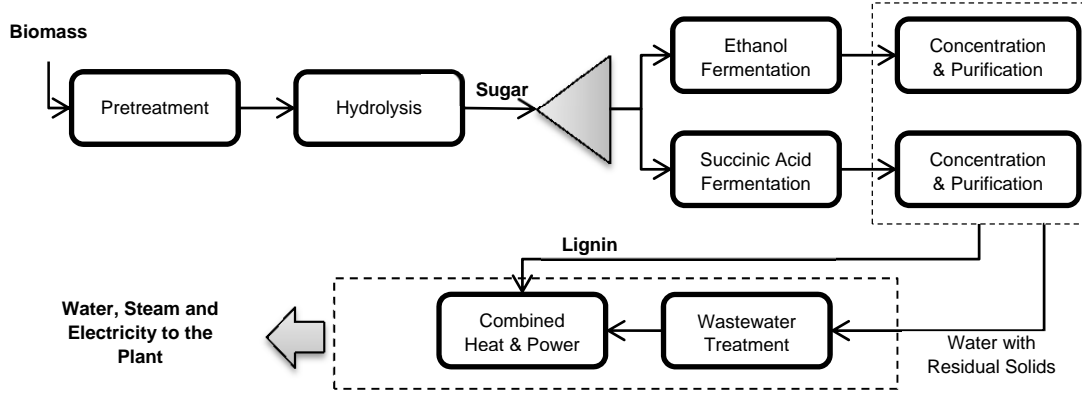 Biomass
Pretreatment
Hydrolysis
Sugar
Ethanol
Fermentation
Concentration
& Purification
Succinic Acid
Fermentation
Concentration
& Purification
Lignin
Water, Steam and
Electricity to the
Plant
Combined
Heat & Power
Wastewater
Treatment
Water with
Residual Solids